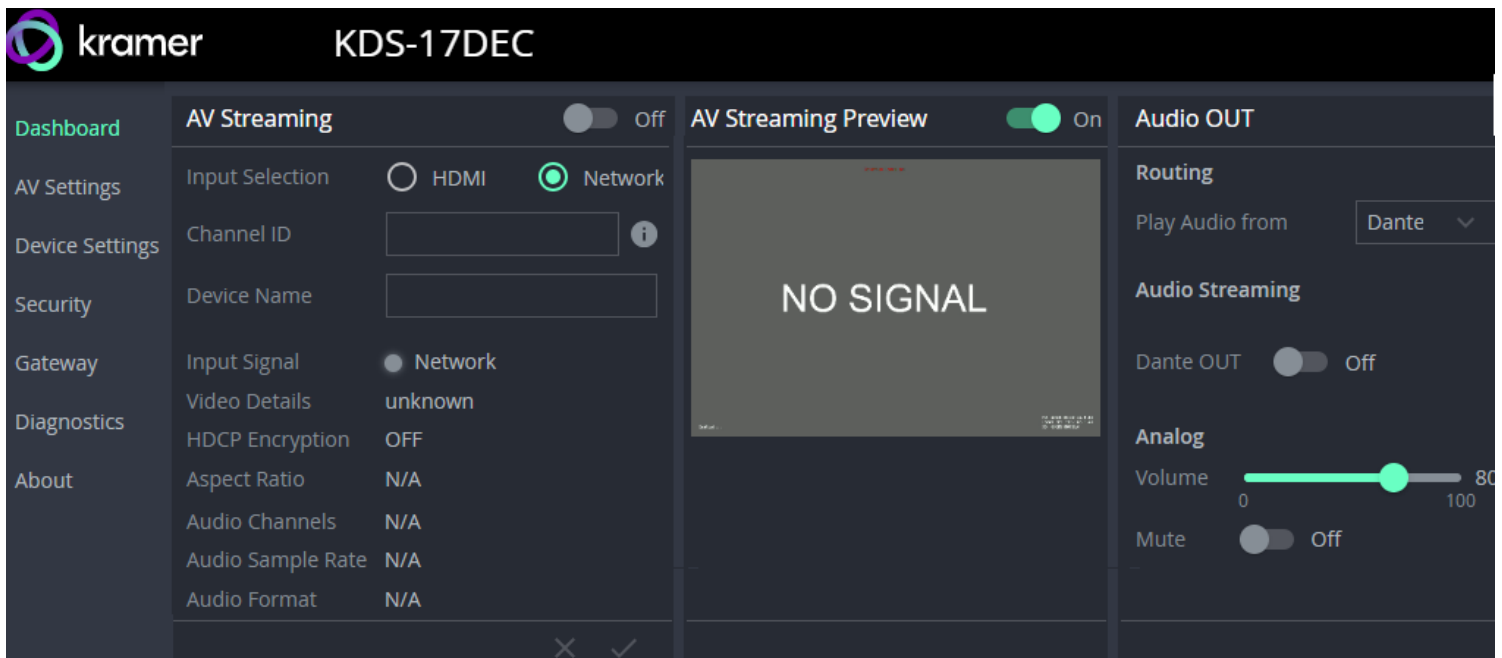 kramer KDS-17DEC
Dashboard
AV Settings
Device Settings
Security
Gateway
Diagnostics
About
AV Streaming Off
Input Selection HDMI Network
Channel ID
Device Name
Input Signal Network
Video Details unknown
HDCP Encryption OFF
Aspect Ratio N/A
Audio Channels N/A
Audio Sample Rate N/A
Audio Format N/A
AV Streaming Preview On
NO SIGNAL
Audio OUT
Routing
Play Audio from Dante
Audio Streaming
Dante OUT Off
Analog
Volume 80
0 100
Mute Off